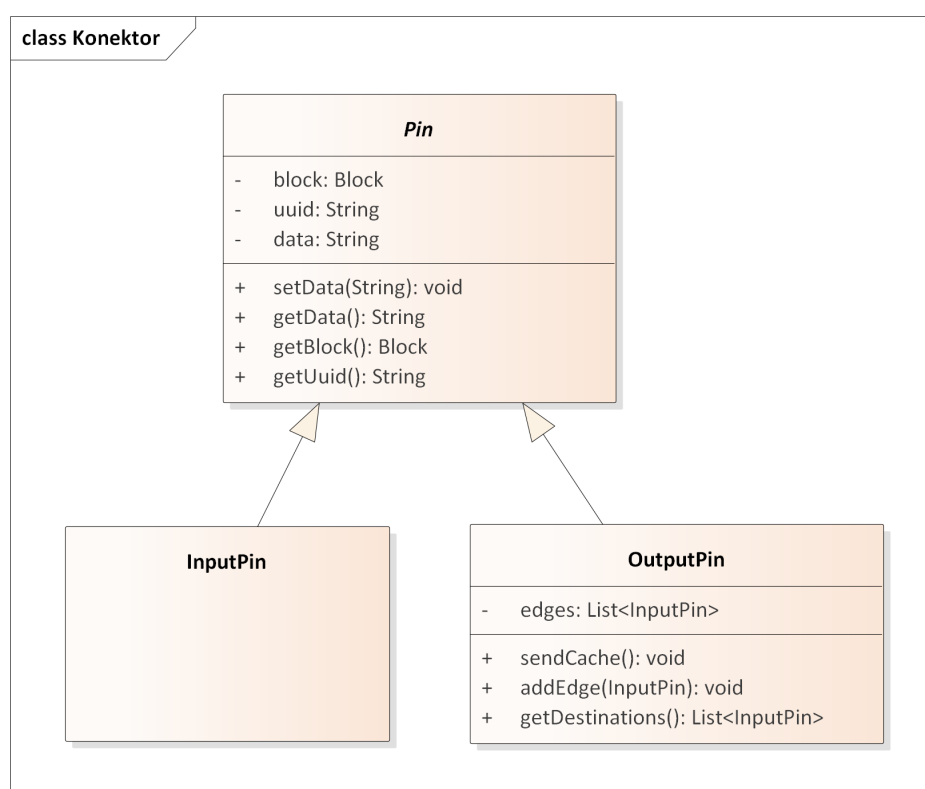 class Konektor
Pin
- block: Block
- uuid: String
- data: String
+ setData(String): void
+ getData(): String
+ getBlock(): Block
+ getUuid(): String
InputPin
OutputPin
- edges: List<InputPin>
+ sendCache(): void
+ addEdge(InputPin): void
+ getDestinations(): List<InputPin>